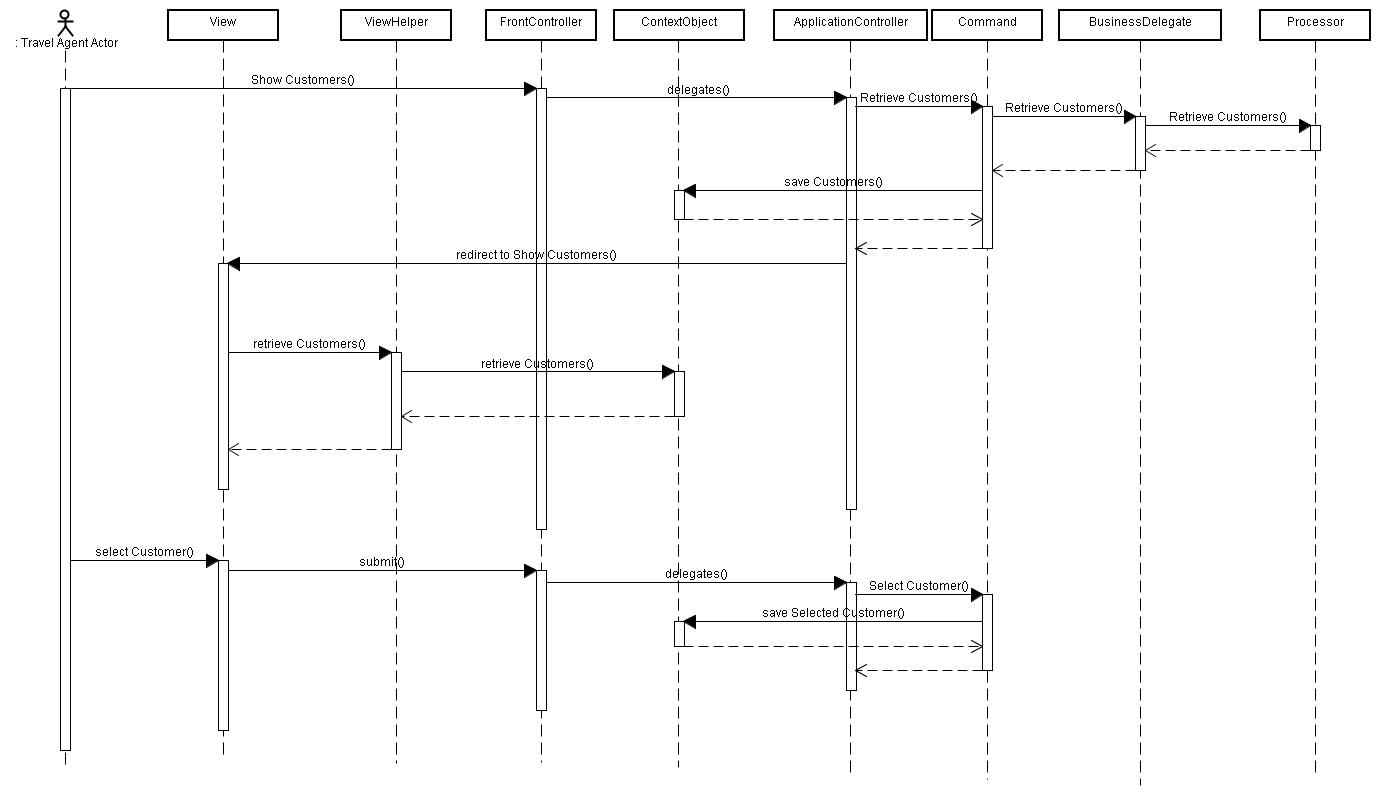 View
ViewHelper
FrontController
ContextObject
ApplicationController
Command
BusinessDelegate
Processor
: Travel Agent Actor
Show Customers()
delegates()
Retrieve Customers()
Retrieve Customers()
Retrieve Customers()
save Customers()
redirect to Show Customers()
retrieve Customers()
retrieve Customers()
select Customer()
submit()
delegates()
Select Customer()
save Selected Customer()